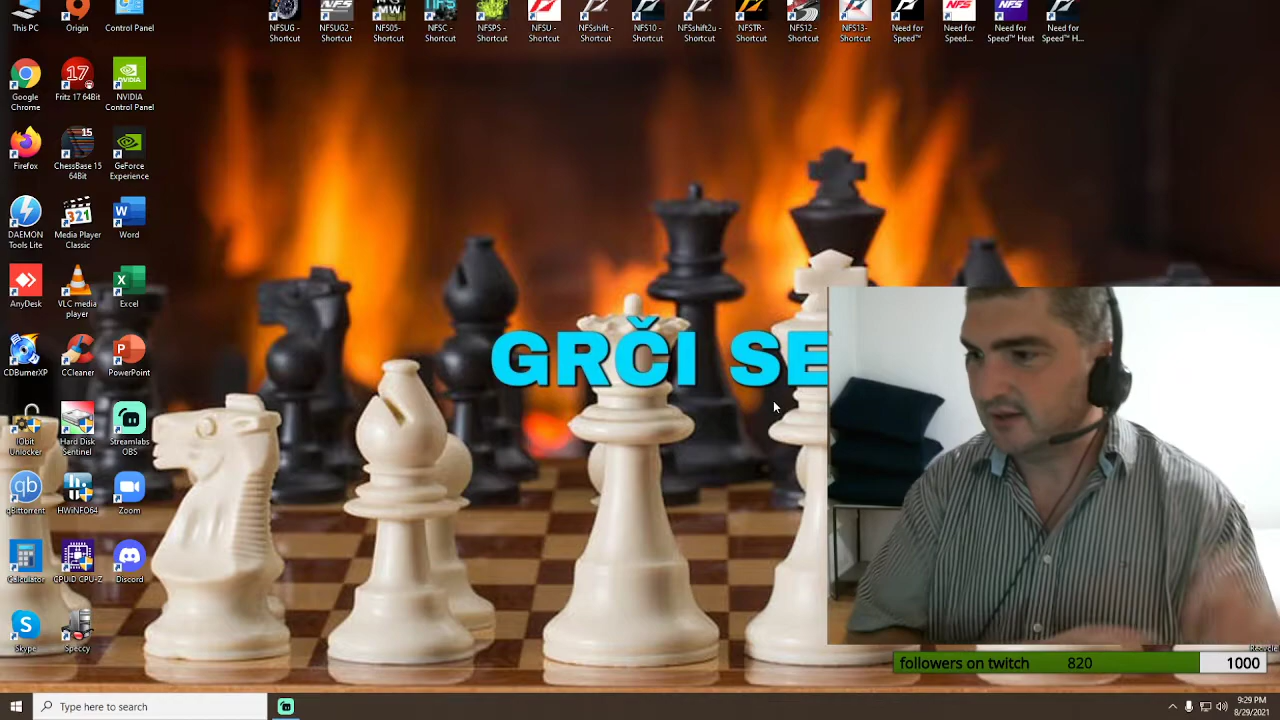 This PC
Origin
Control Panel
NFSUG - Shortcut
NFSUG2 - Shortcut
NFS05- Shortcut
NFSC - Shortcut
NFSPS - Shortcut
NFSU - Shortcut
NFSshift - Shortcut
NFS10 - Shortcut
NFSshift2u - Shortcut
NFSTR- Shortcut
NFS12 - Shortcut
NFS13- Shortcut
Need for Speed™
Need for Speed...
Need for Speed™ Heat
Need for Speed™ H...
Google Chrome
Fritz 17 64Bit
NVIDIA Control Panel
Firefox
ChessBase 15 64Bit
GeForce Experience
DAEMON Tools Lite
Media Player Classic
Word
AnyDesk
VLC media player
Excel
CDBurnerXP
CCleaner
PowerPoint
IObit Unlocker
Hard Disk Sentinel
Streamlabs OBS
qBittorrent
HWiNFO64
Zoom
Calculator
CPUID CPU-Z
Discord
Skype
Speccy
GRČI SE
followers on twitch 820 1000
Type here to search
9:29 PM
8/29/2021